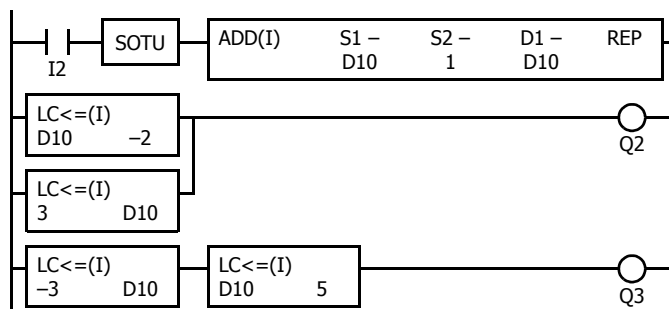 SOTU
ADD(I) S1 – S2 – D1 – REP
D10 1 D10
I2
LC<=(I)
D10 –2
Q2
LC<=(I)
3 D10
LC<=(I) LC<=(I)
–3 D10 D10 5
Q3